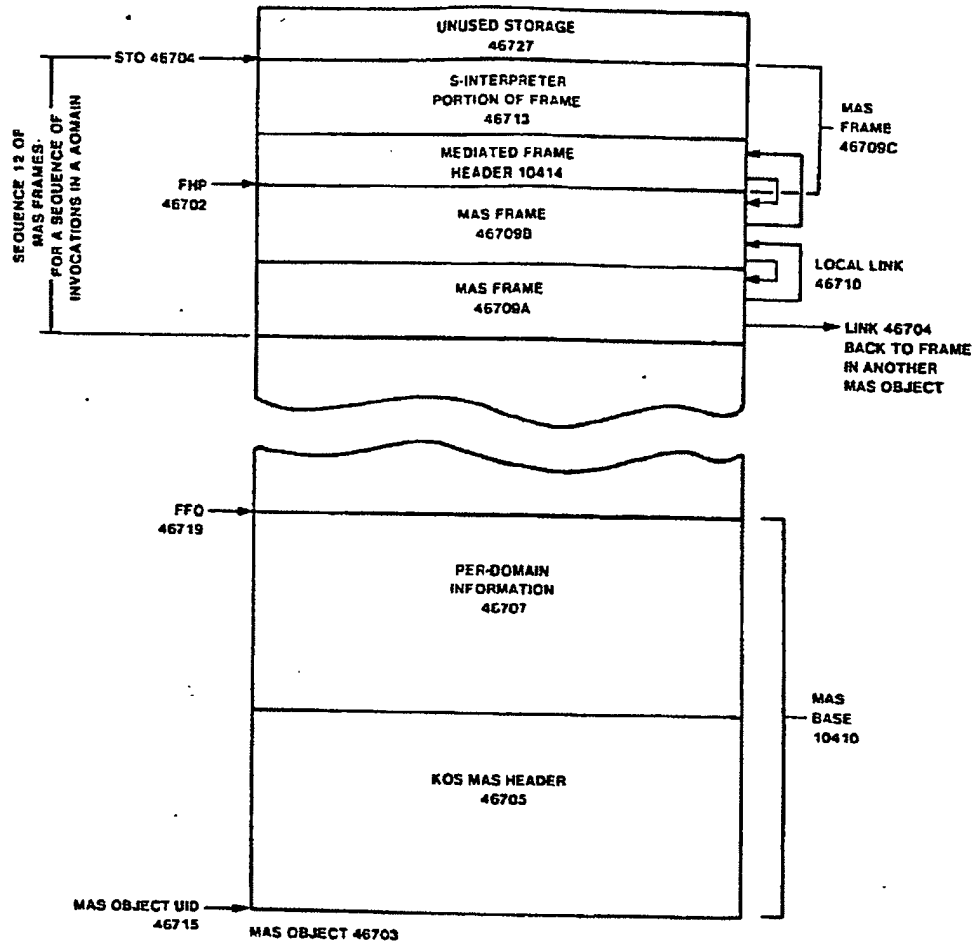 UNUSED STORAGE
46727
STO 46704
S-INTERPRETER
PORTION OF FRAME
46713
MAS
FRAME
46709C
MEDIATED FRAME
HEADER 10414
FHP
46702
MAS FRAME
46709B
SEQUENCE 12 OF
MAS FRAMES-
FOR A SEQUENCE OF
INVOCATIONS IN A AOMAIN
LOCAL LINK
46710
MAS FRAME
46709A
LINK 46704
BACK TO FRAME
IN ANOTHER
MAS OBJECT
FFO
46719
PER-DOMAIN
INFORMATION
46707
MAS
BASE
10410
KOS MAS HEADER
46705
MAS OBJECT UID
46715
MAS OBJECT 46703